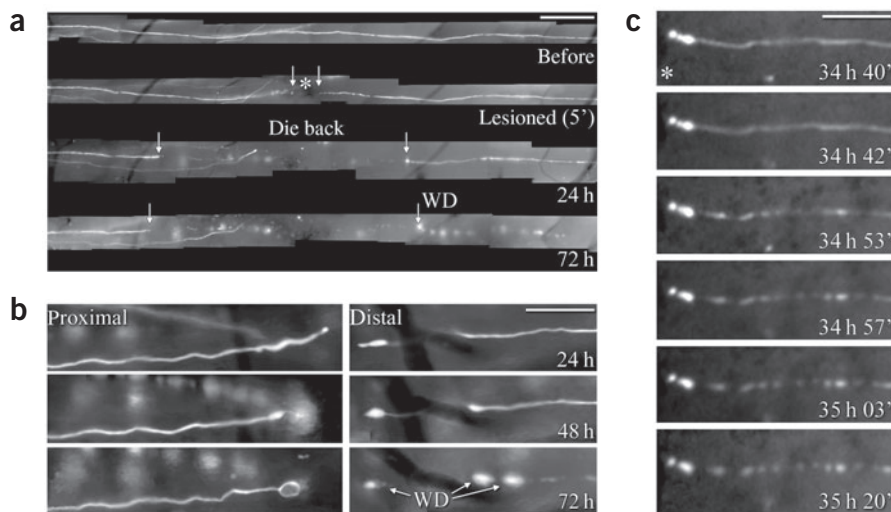 a
Before
*
Lesioned (5')
Die back
24 h
WD
72 h
b
Proximal
Distal
24 h
48 h
WD
72 h
c
*
34 h 40'
34 h 42'
34 h 53'
34 h 57'
35 h 03'
35 h 20'